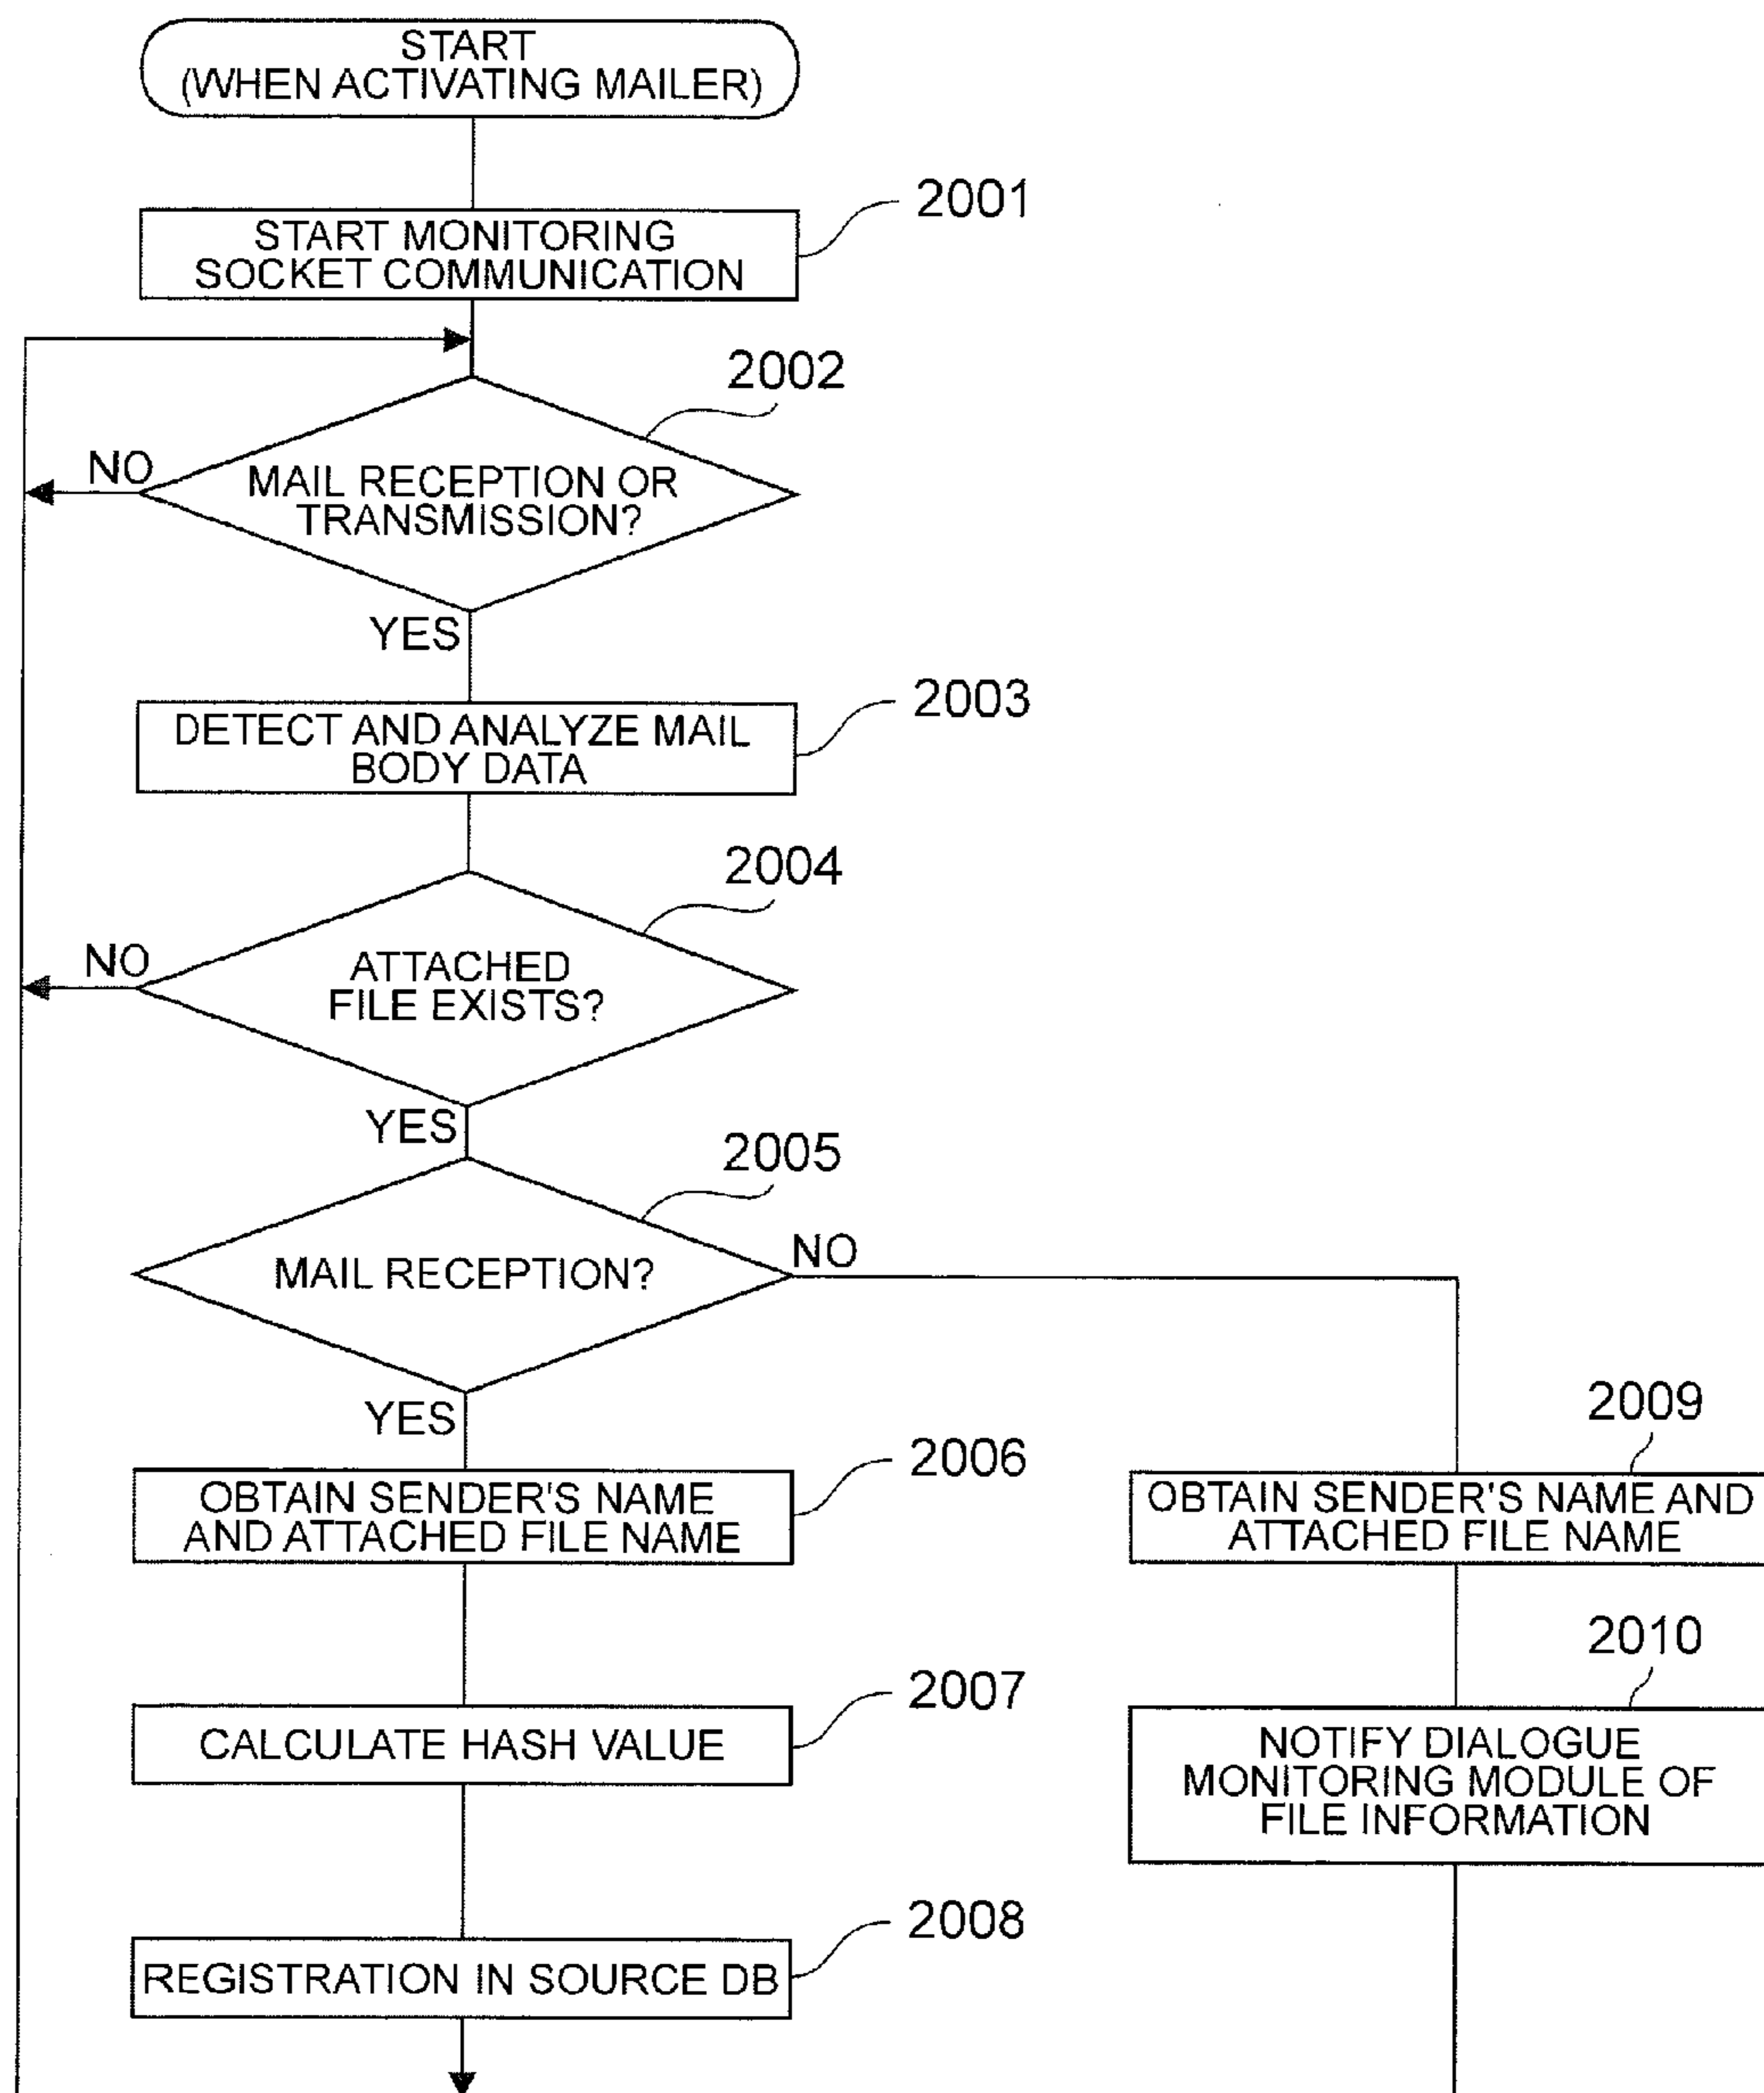 START
(WHEN ACTIVATING MAILER)
2001
START MONITORING
SOCKET COMMUNICATION
2002
NO
MAIL RECEPTION OR
TRANSMISSION?
YES
2003
DETECT AND ANALYZE MAIL
BODY DATA
2004
NO
ATTACHED
FILE EXISTS?
YES
2005
MAIL RECEPTION?
NO
YES
2006
OBTAIN SENDER'S NAME
AND ATTACHED FILE NAME
2007
CALCULATE HASH VALUE
2008
REGISTRATION IN SOURCE DB
2009
OBTAIN SENDER'S NAME AND
ATTACHED FILE NAME
2010
NOTIFY DIALOGUE
MONITORING MODULE OF
FILE INFORMATION